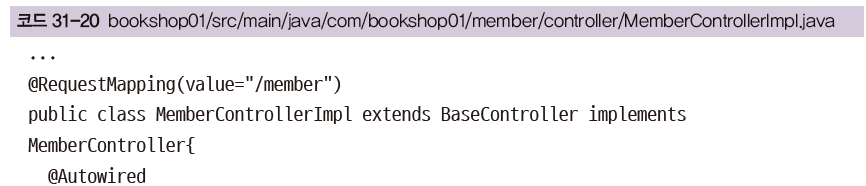 코드 31-20 bookshop01/src/main/java/com/bookshop01/member/controller/MemberControllerImpl.java
...
@RequestMapping(value="/member")
public class MemberControllerImpl extends BaseController implements
MemberController{
@Autowired